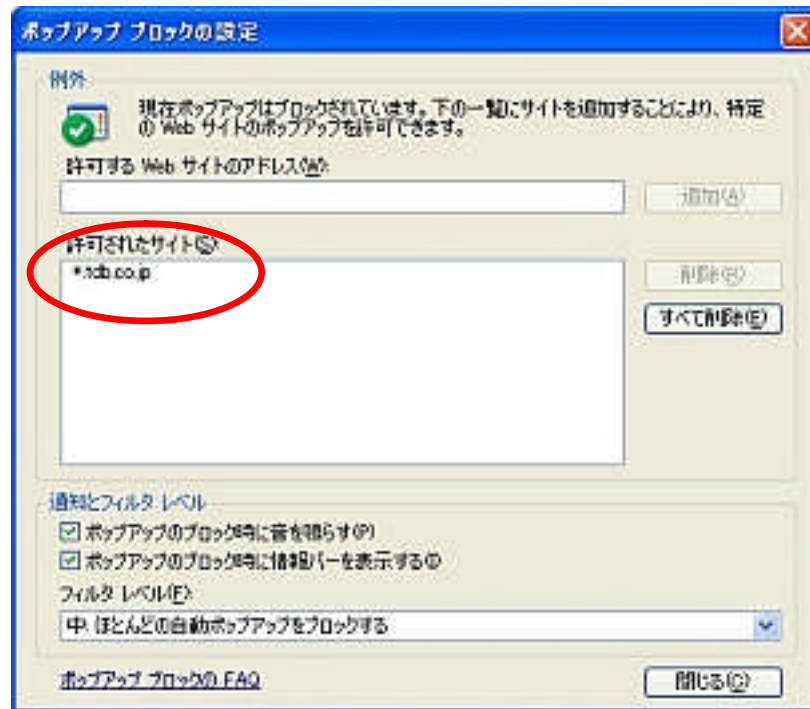 ポップアップ ブロックの設定
例外
現在ポップアップはブロックされています。下の一覧にサイトを追加することにより、特定
の Web サイトのポップアップを許可できます。
許可する Web サイトのアドレス(W):
追加(A)
許可されたサイト(S):
*.tdb.co.jp
削除(R)
すべて削除(E)
通知とフィルタ レベル
ポップアップのブロック時に音を鳴らす(P)
ポップアップのブロック時に情報バーを表示する(I)
フィルタ レベル(F):
中: ほとんどの自動ポップアップをブロックする
ポップアップ ブロックの FAQ
閉じる(C)